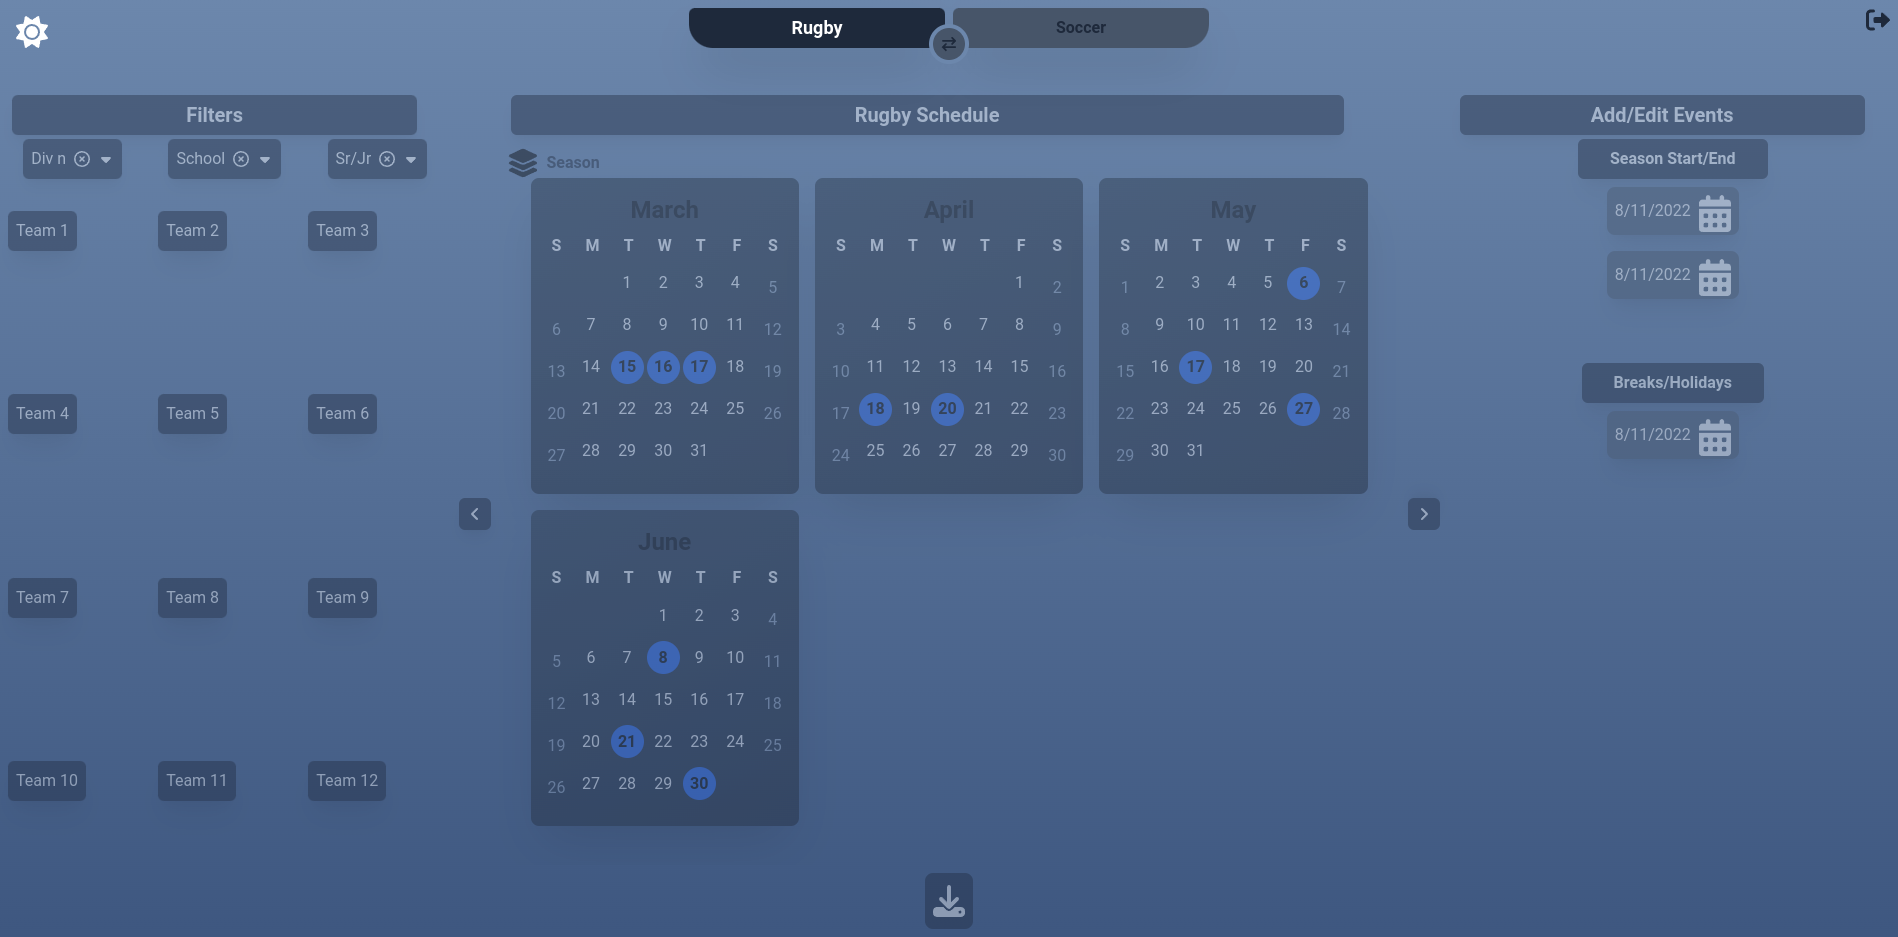 Rugby
Soccer
Filters
Rugby Schedule
Add/Edit Events
Div n
School
Sr/Jr
Season
Season Start/End
8/11/2022
8/11/2022
Breaks/Holidays
8/11/2022
Team 1 Team 2 Team 3
Team 4 Team 5 Team 6
Team 7 Team 8 Team 9
Team 10 Team 11 Team 12
March
S M T W T F S
1 2 3 4 5
6 7 8 9 10 11 12
13 14 15 16 17 18 19
20 21 22 23 24 25 26
27 28 29 30 31
April
S M T W T F S
1 2
3 4 5 6 7 8 9
10 11 12 13 14 15 16
17 18 19 20 21 22 23
24 25 26 27 28 29 30
May
S M T W T F S
1 2 3 4 5 6 7
8 9 10 11 12 13 14
15 16 17 18 19 20 21
22 23 24 25 26 27 28
29 30 31
June
S M T W T F S
1 2 3 4
5 6 7 8 9 10 11
12 13 14 15 16 17 18
19 20 21 22 23 24 25
26 27 28 29 30